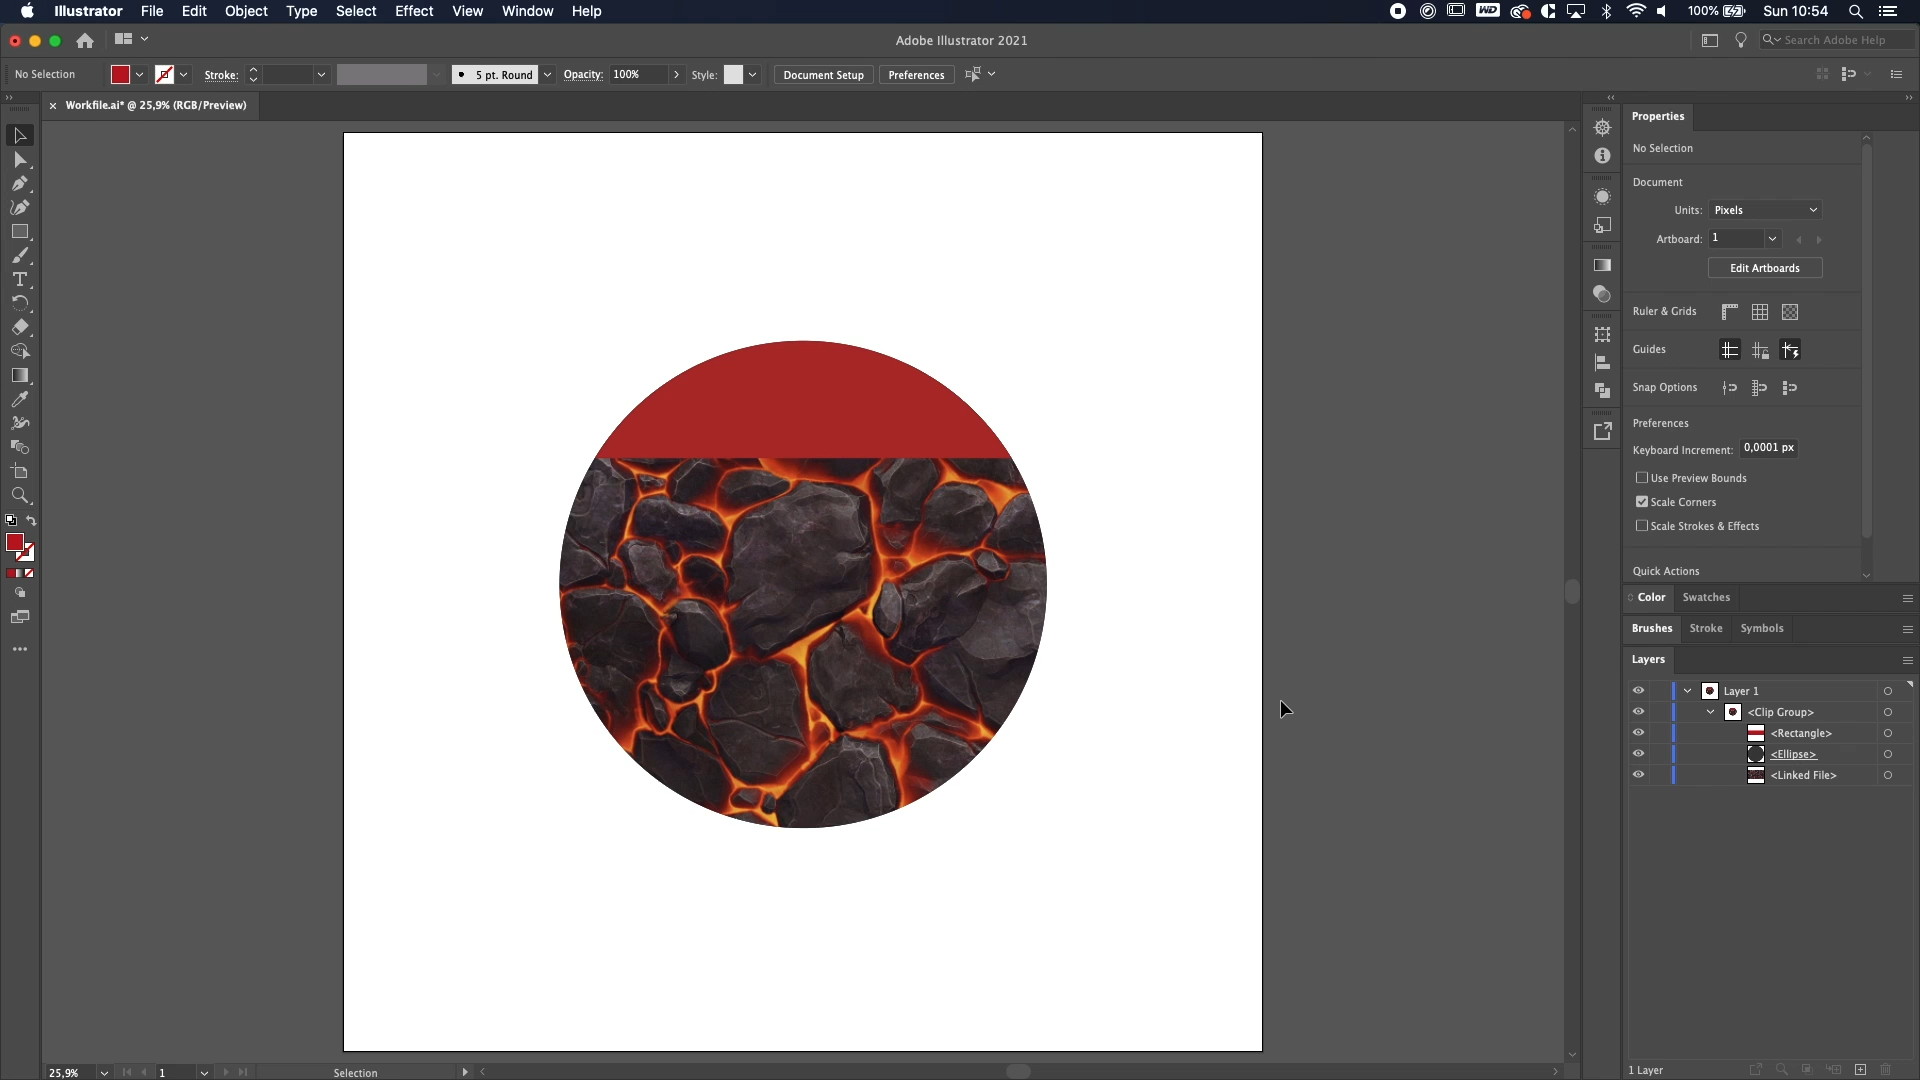 Illustrator File Edit Object Type Select Effect View Window Help
WD 100% Sun 10:54
Adobe Illustrator 2021
Search Adobe Help
No Selection Stroke: 5 pt. Round Opacity: 100% Style: Document Setup Preferences
× Workfile.ai* @ 25,9% (RGB/Preview)
Properties
No Selection
Document
Units: Pixels
Artboard: 1
Edit Artboards
Ruler & Grids
Guides
Snap Options
Preferences
Keyboard Increment: 0,0001 px
Use Preview Bounds
Scale Corners
Scale Strokes & Effects
Quick Actions
Color Swatches
Brushes Stroke Symbols
Layers
Layer 1
<Clip Group>
<Rectangle>
<Ellipse>
<Linked File>
1 Layer
25,9% 1 Selection